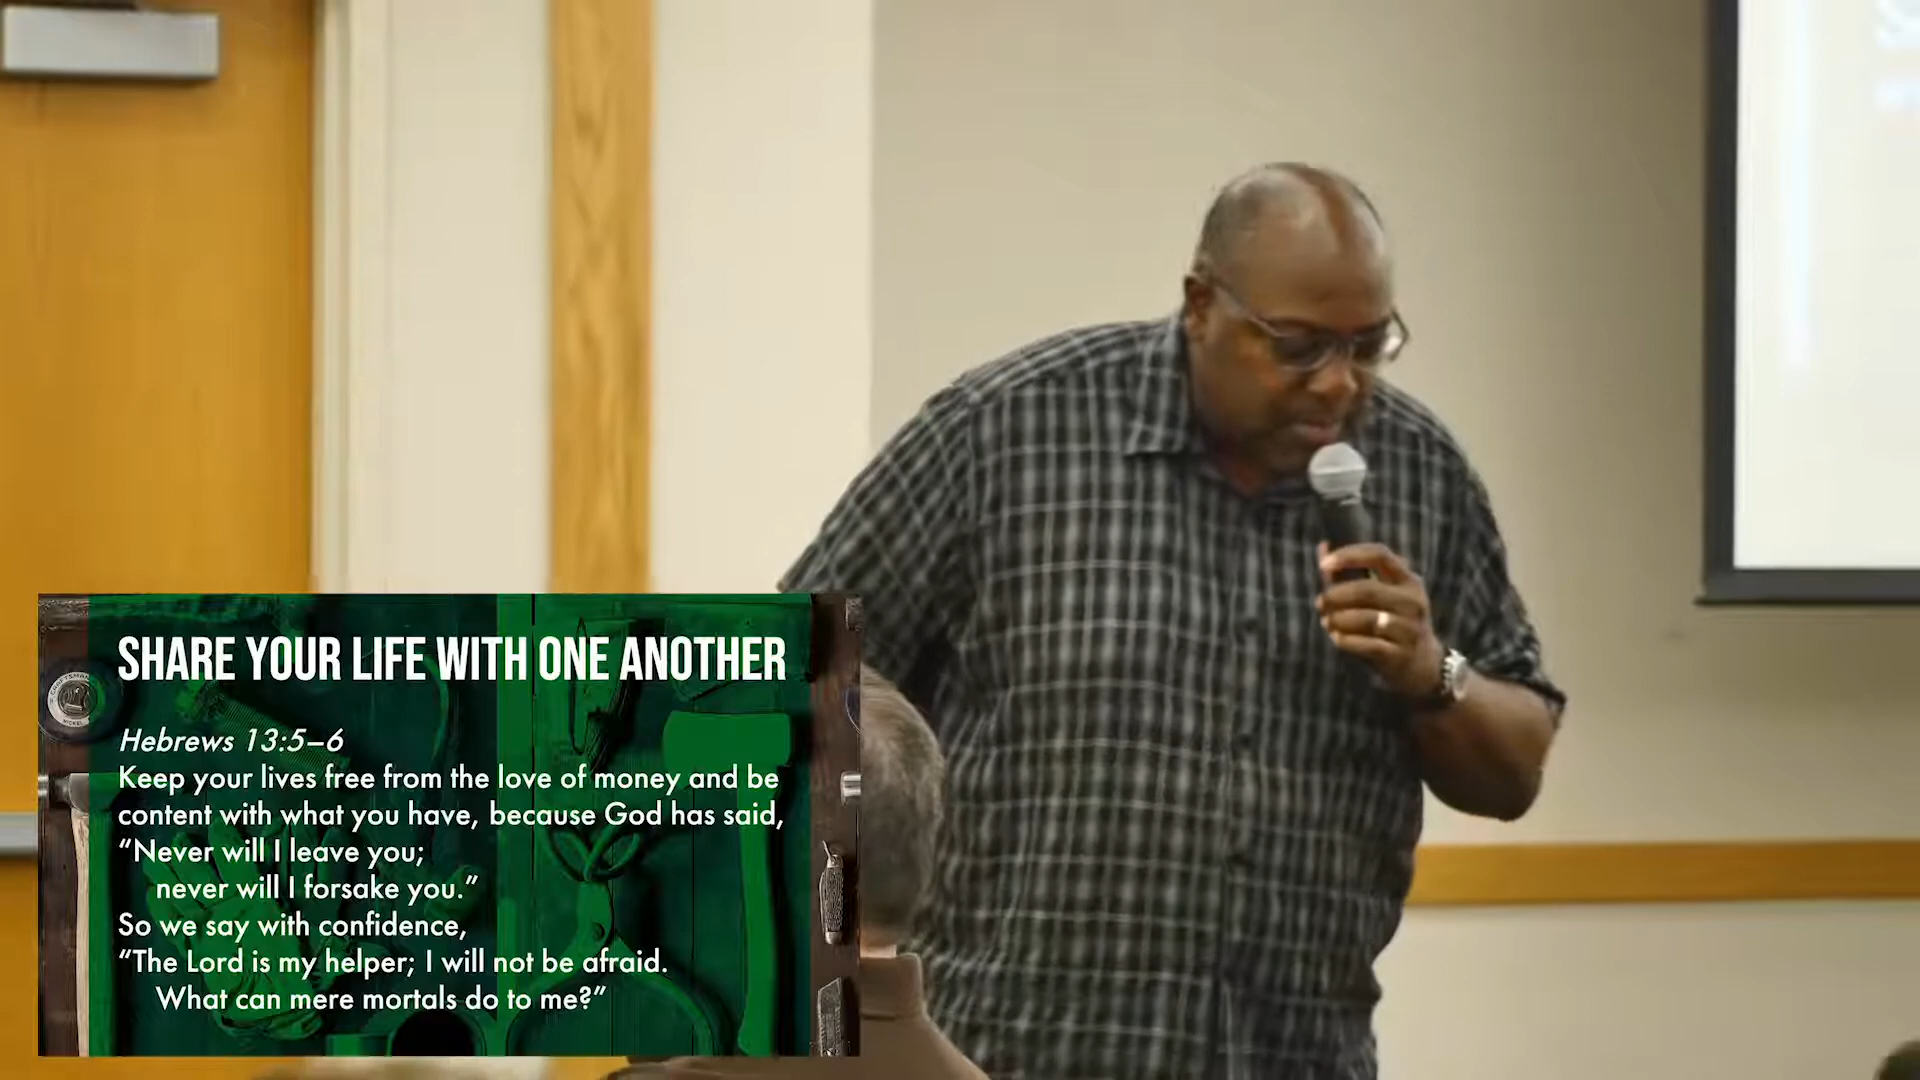 SHARE YOUR LIFE WITH ONE ANOTHER
Hebrews 13:5–6
Keep your lives free from the love of money and be
content with what you have, because God has said,
“Never will I leave you;
never will I forsake you.”
So we say with confidence,
“The Lord is my helper; I will not be afraid.
What can mere mortals do to me?”